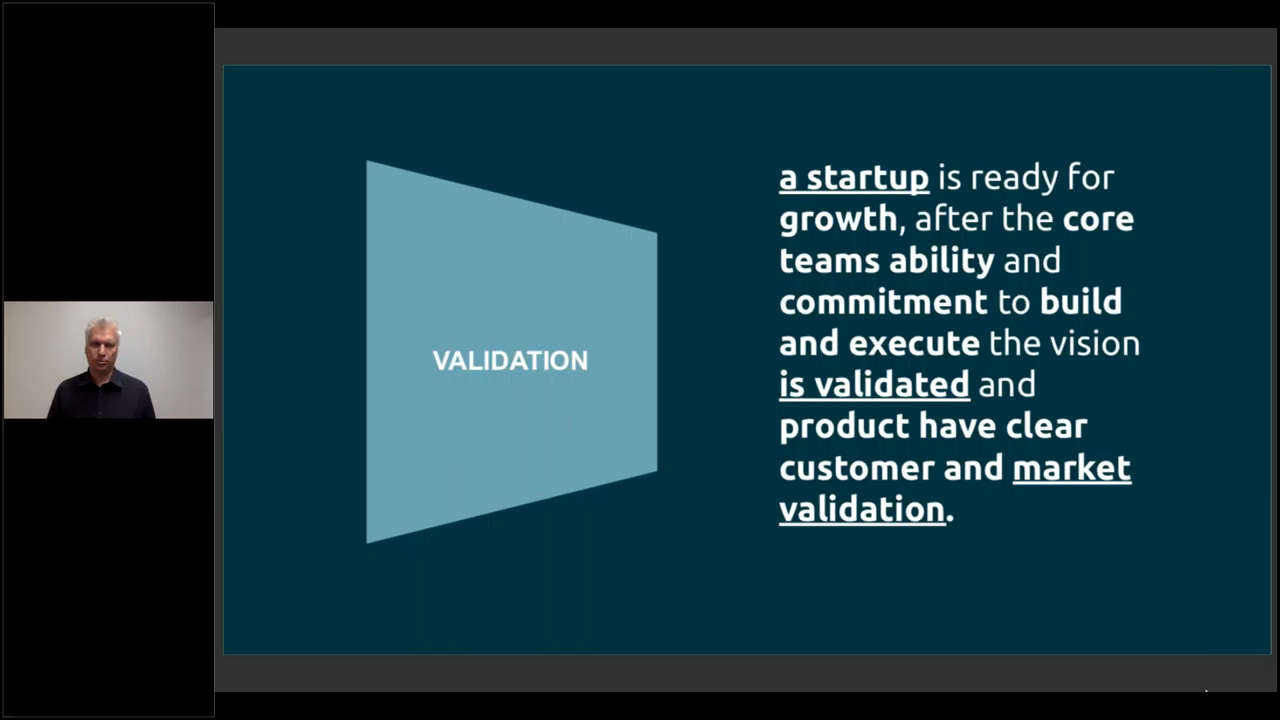 VALIDATION
a startup is ready for
growth, after the core
teams ability and
commitment to build
and execute the vision
is validated and
product have clear
customer and market
validation.